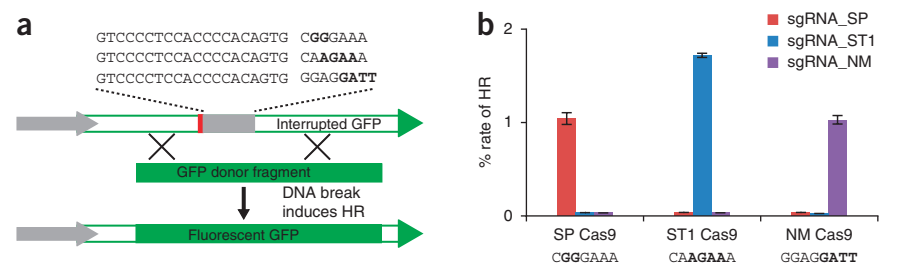 a
GTCCCCTCCACCCCACAGTG CGGGAAA
GTCCCCTCCACCCCACAGTG CAAGAAA
GTCCCCTCCACCCCACAGTG GGAGGATT
Interrupted GFP
GFP donor fragment
DNA break
induces HR
Fluorescent GFP
b
% rate of HR
2
1
0
sgRNA_SP
sgRNA_ST1
sgRNA_NM
SP Cas9 ST1 Cas9 NM Cas9
CGGGAAA CAAGAAA GGAGGATT